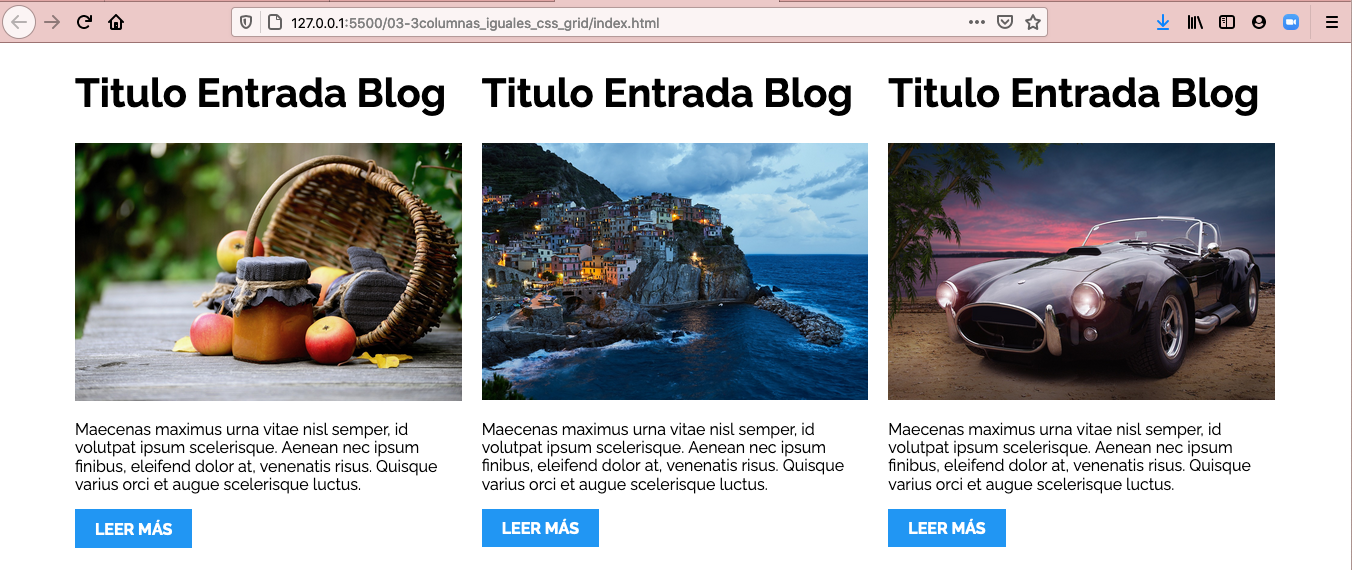 127.0.0.1:5500/03-3columnas_iguales_css_grid/index.html
Titulo Entrada Blog
Maecenas maximus urna vitae nisl semper, id
volutpat ipsum scelerisque. Aenean nec ipsum
finibus, eleifend dolor at, venenatis risus. Quisque
varius orci et augue scelerisque luctus.
LEER MÁS
Titulo Entrada Blog
Maecenas maximus urna vitae nisl semper, id
volutpat ipsum scelerisque. Aenean nec ipsum
finibus, eleifend dolor at, venenatis risus. Quisque
varius orci et augue scelerisque luctus.
LEER MÁS
Titulo Entrada Blog
Maecenas maximus urna vitae nisl semper, id
volutpat ipsum scelerisque. Aenean nec ipsum
finibus, eleifend dolor at, venenatis risus. Quisque
varius orci et augue scelerisque luctus.
LEER MÁS